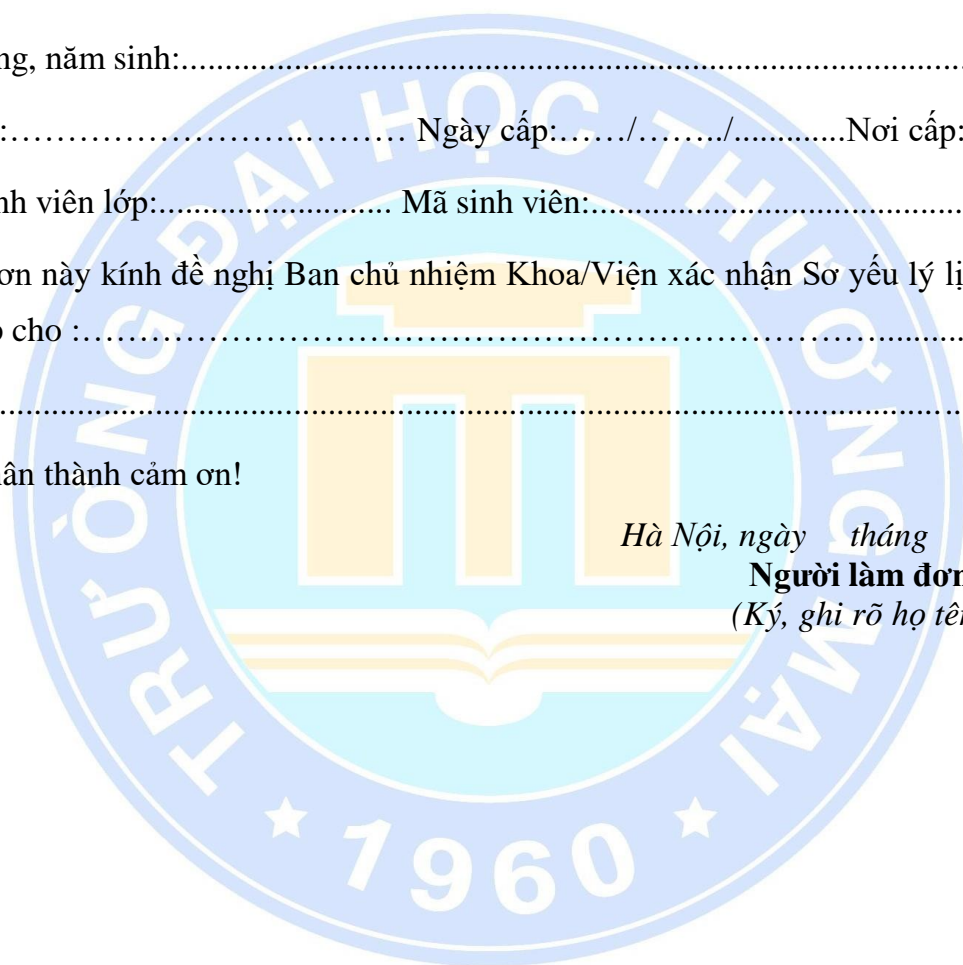 ng, năm sinh:..........................................................................................
:…………………………..……… Ngày cấp:……/……../.............Nơi cấp:
nh viên lớp:........................... Mã sinh viên:...........................................
ơn này kính đề nghị Ban chủ nhiệm Khoa/Viện xác nhận Sơ yếu lý lị
cho :……………………………………………………………………..........
..............................................................................................................
ân thành cảm ơn!
Hà Nội, ngày tháng
Người làm đơn
(Ký, ghi rõ họ tên
TRƯỜNG ĐẠI HỌC THƯƠNG MẠI
1960